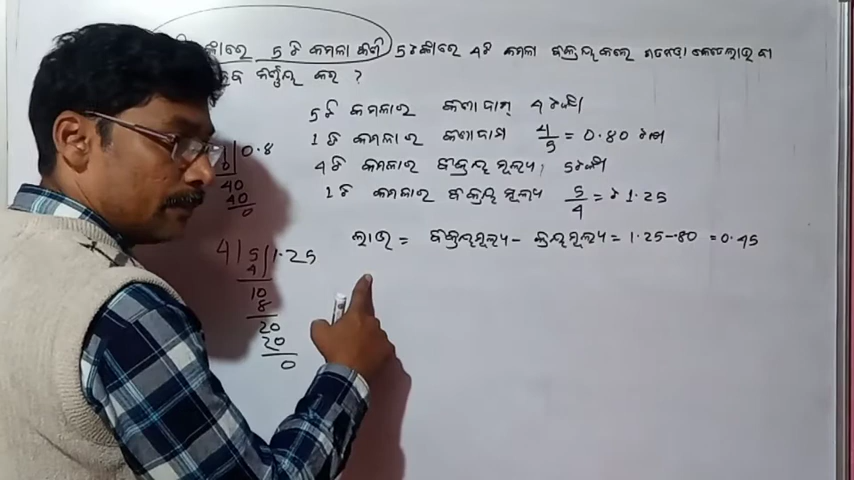 ଙ୍କାରେ 5 ଟି କମଳା କିଣି 5 ଟଙ୍କାରେ 4 ଟି କମଳା ବିକ୍ରୟ କଲେ ଶତକଡ଼ା କେତେ ଲାଭ ବା
ନିର୍ଣ୍ଣୟ କର ?
5 ଟି କମଳାର କିଣା ଦାମ୍ 4 ଟଙ୍କା
1 ଟି କମଳାର କିଣା ଦାମ 4/5 = 0.80 ଟଙ୍କା
4 ଟି କମଳାର ବିକ୍ରୟ ମୂଲ୍ୟ 5 ଟଙ୍କା
1 ଟି କମଳାର ବିକ୍ରୟ ମୂଲ୍ୟ 5/4 = ଟ 1.25
ଲାଭ = ବିକ୍ରୟମୂଲ୍ୟ - କ୍ରୟମୂଲ୍ୟ = 1.25-.80 = 0.45
0.8
40
40
0
4 | 5 | 1.25
4
10
8
20
20
0